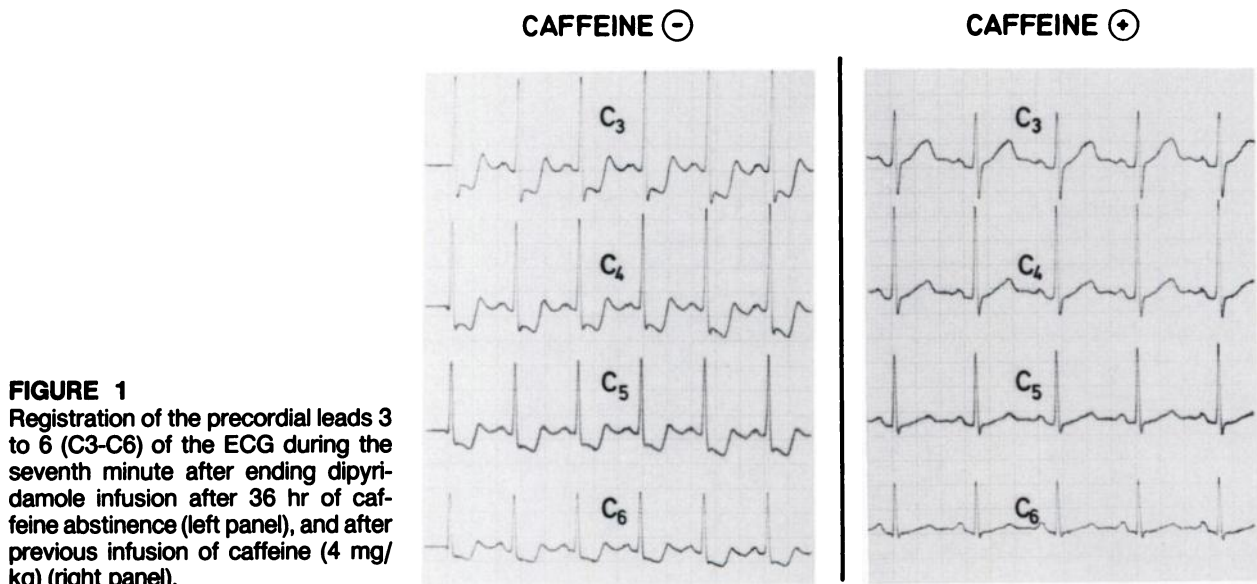 CAFFEINE ⊖
CAFFEINE ⊕
C3
C4
C5
C6
C3
C4
C5
C6
FIGURE 1
Registration of the precordial leads 3
to 6 (C3-C6) of the ECG during the
seventh minute after ending dipyri-
damole infusion after 36 hr of caf-
feine abstinence (left panel), and after
previous infusion of caffeine (4 mg/
kg) (right panel).